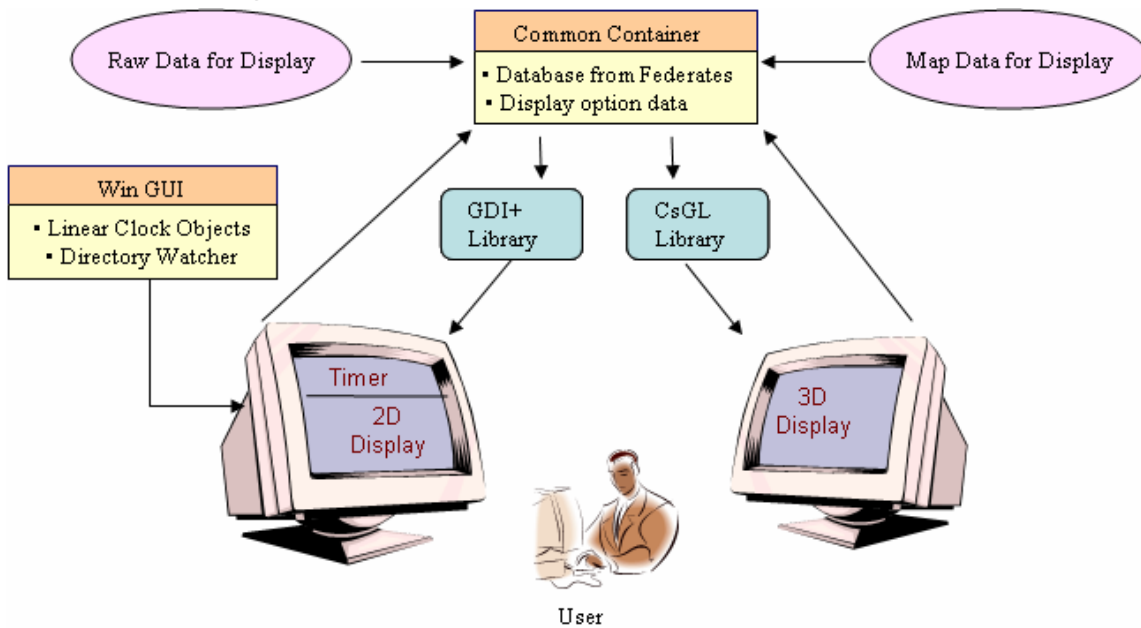 Raw Data for Display
Common Container
▪ Database from Federates
▪ Display option data
Map Data for Display
Win GUI
▪ Linear Clock Objects
▪ Directory Watcher
GDI+
Library
CsGL
Library
Timer
2D
Display
3D
Display
User